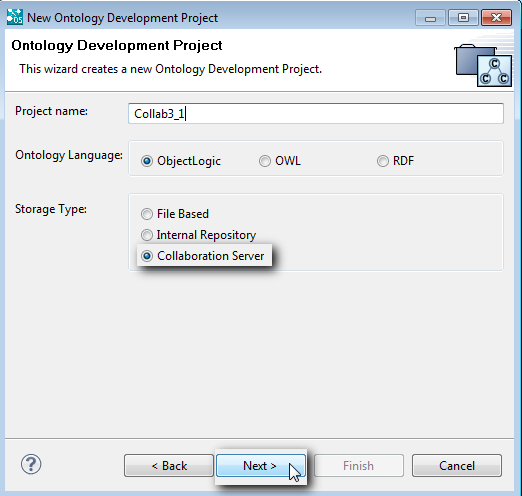 New Ontology Development Project
Ontology Development Project
This wizard creates a new Ontology Development Project.
Project name: Collab3_1
Ontology Language: ObjectLogic OWL RDF
Storage Type: File Based
Internal Repository
Collaboration Server
? < Back Next > Finish Cancel